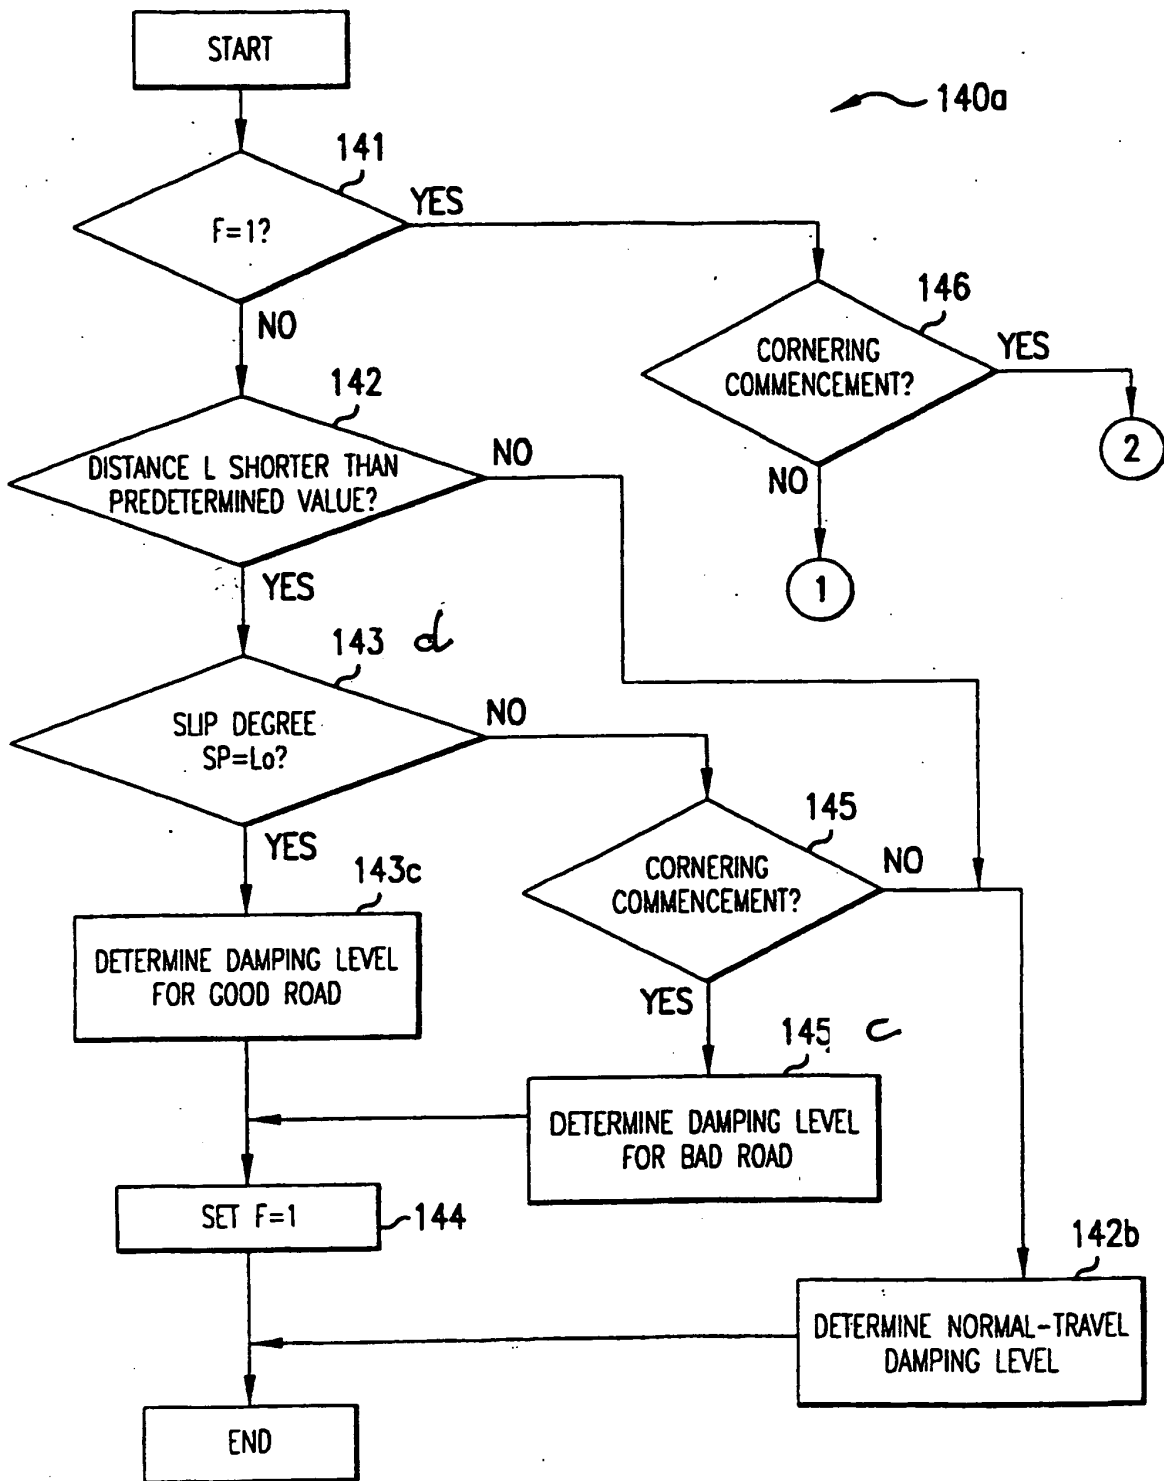 START
140a
141
F=1?
YES
NO
146
CORNERING
COMMENCEMENT?
YES
2
NO
1
142
DISTANCE L SHORTER THAN
PREDETERMINED VALUE?
NO
YES
143 d
SLIP DEGREE
SP=Lo?
NO
YES
145
CORNERING
COMMENCEMENT?
NO
YES
143c
DETERMINE DAMPING LEVEL
FOR GOOD ROAD
145 c
DETERMINE DAMPING LEVEL
FOR BAD ROAD
SET F=1
144
142b
DETERMINE NORMAL-TRAVEL
DAMPING LEVEL
END